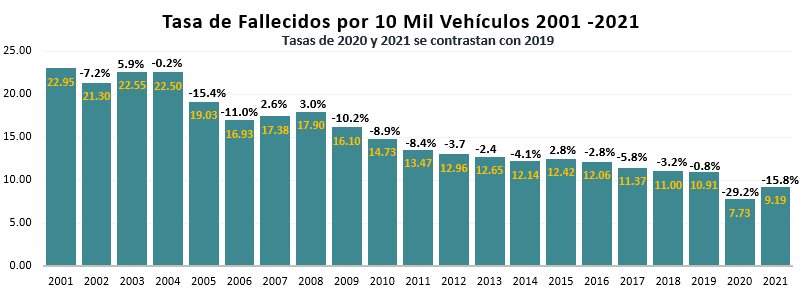 Tasa de Fallecidos por 10 Mil Vehículos 2001 -2021
Tasas de 2020 y 2021 se contrastan con 2019
25.00
20.00
15.00
10.00
5.00
0.00
-7.2% 5.9% -0.2% -15.4% -11.0% 2.6% 3.0% -10.2% -8.9% -8.4% -3.7 -2.4 -4.1% 2.8% -2.8% -5.8% -3.2% -0.8% -29.2% -15.8%
22.95 21.30 22.55 22.50 19.03 16.93 17.38 17.90 16.10 14.73 13.47 12.96 12.65 12.14 12.42 12.06 11.37 11.00 10.91 7.73 9.19
2001 2002 2003 2004 2005 2006 2007 2008 2009 2010 2011 2012 2013 2014 2015 2016 2017 2018 2019 2020 2021